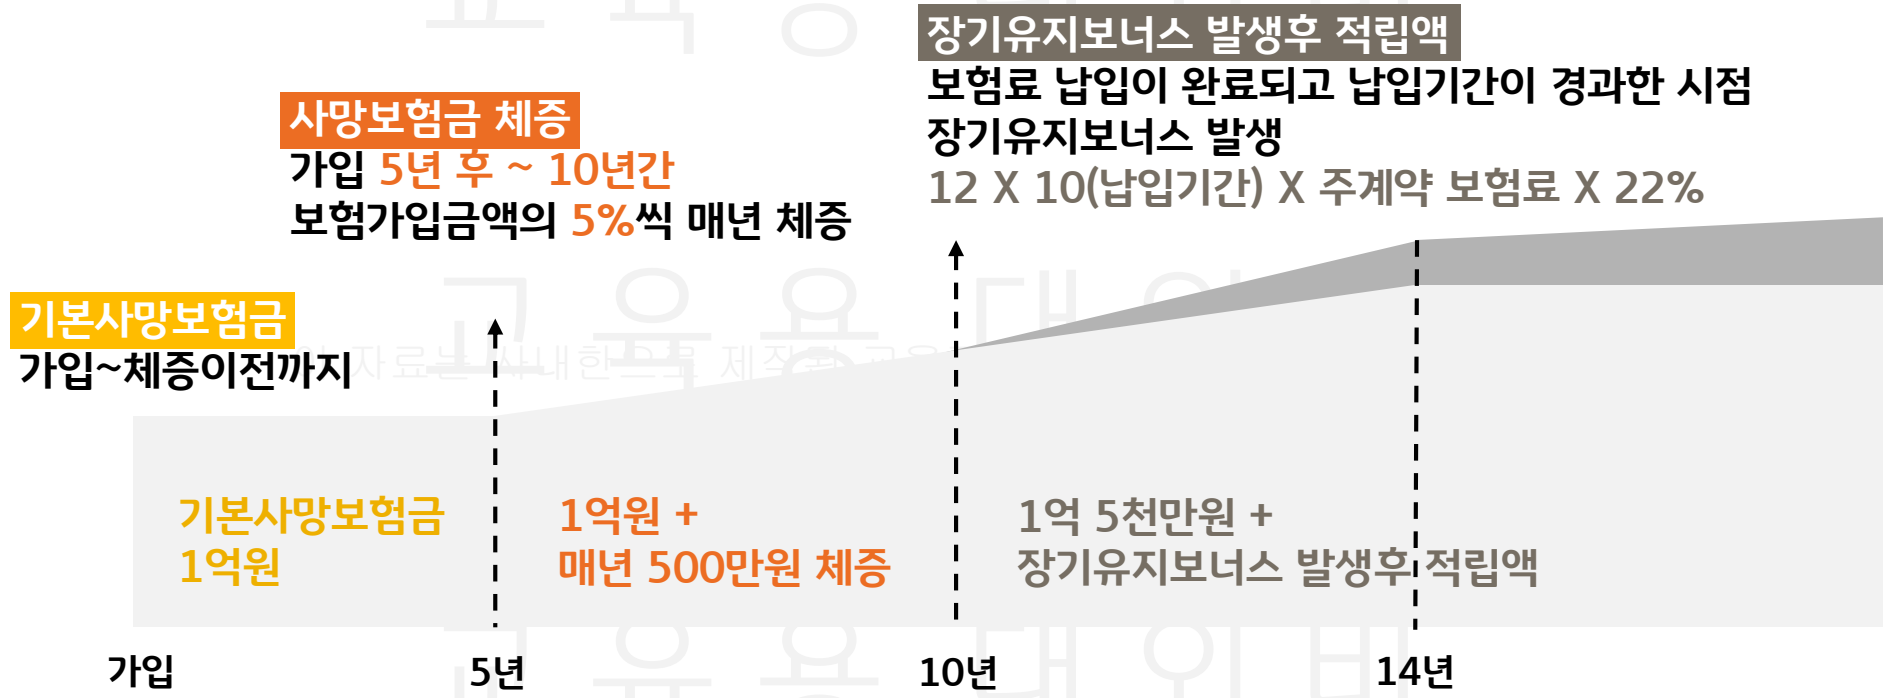 장기유지보너스 발생후 적립액
보험료 납입이 완료되고 납입기간이 경과한 시점
장기유지보너스 발생
12 X 10(납입기간) X 주계약 보험료 X 22%
사망보험금 체증
가입 5년 후 ~ 10년간
보험가입금액의 5%씩 매년 체증
기본사망보험금
가입~체증이전까지
기본사망보험금
1억원
1억원 +
매년 500만원 체증
1억 5천만원 +
장기유지보너스 발생후 적립액
가입
5년
10년
14년